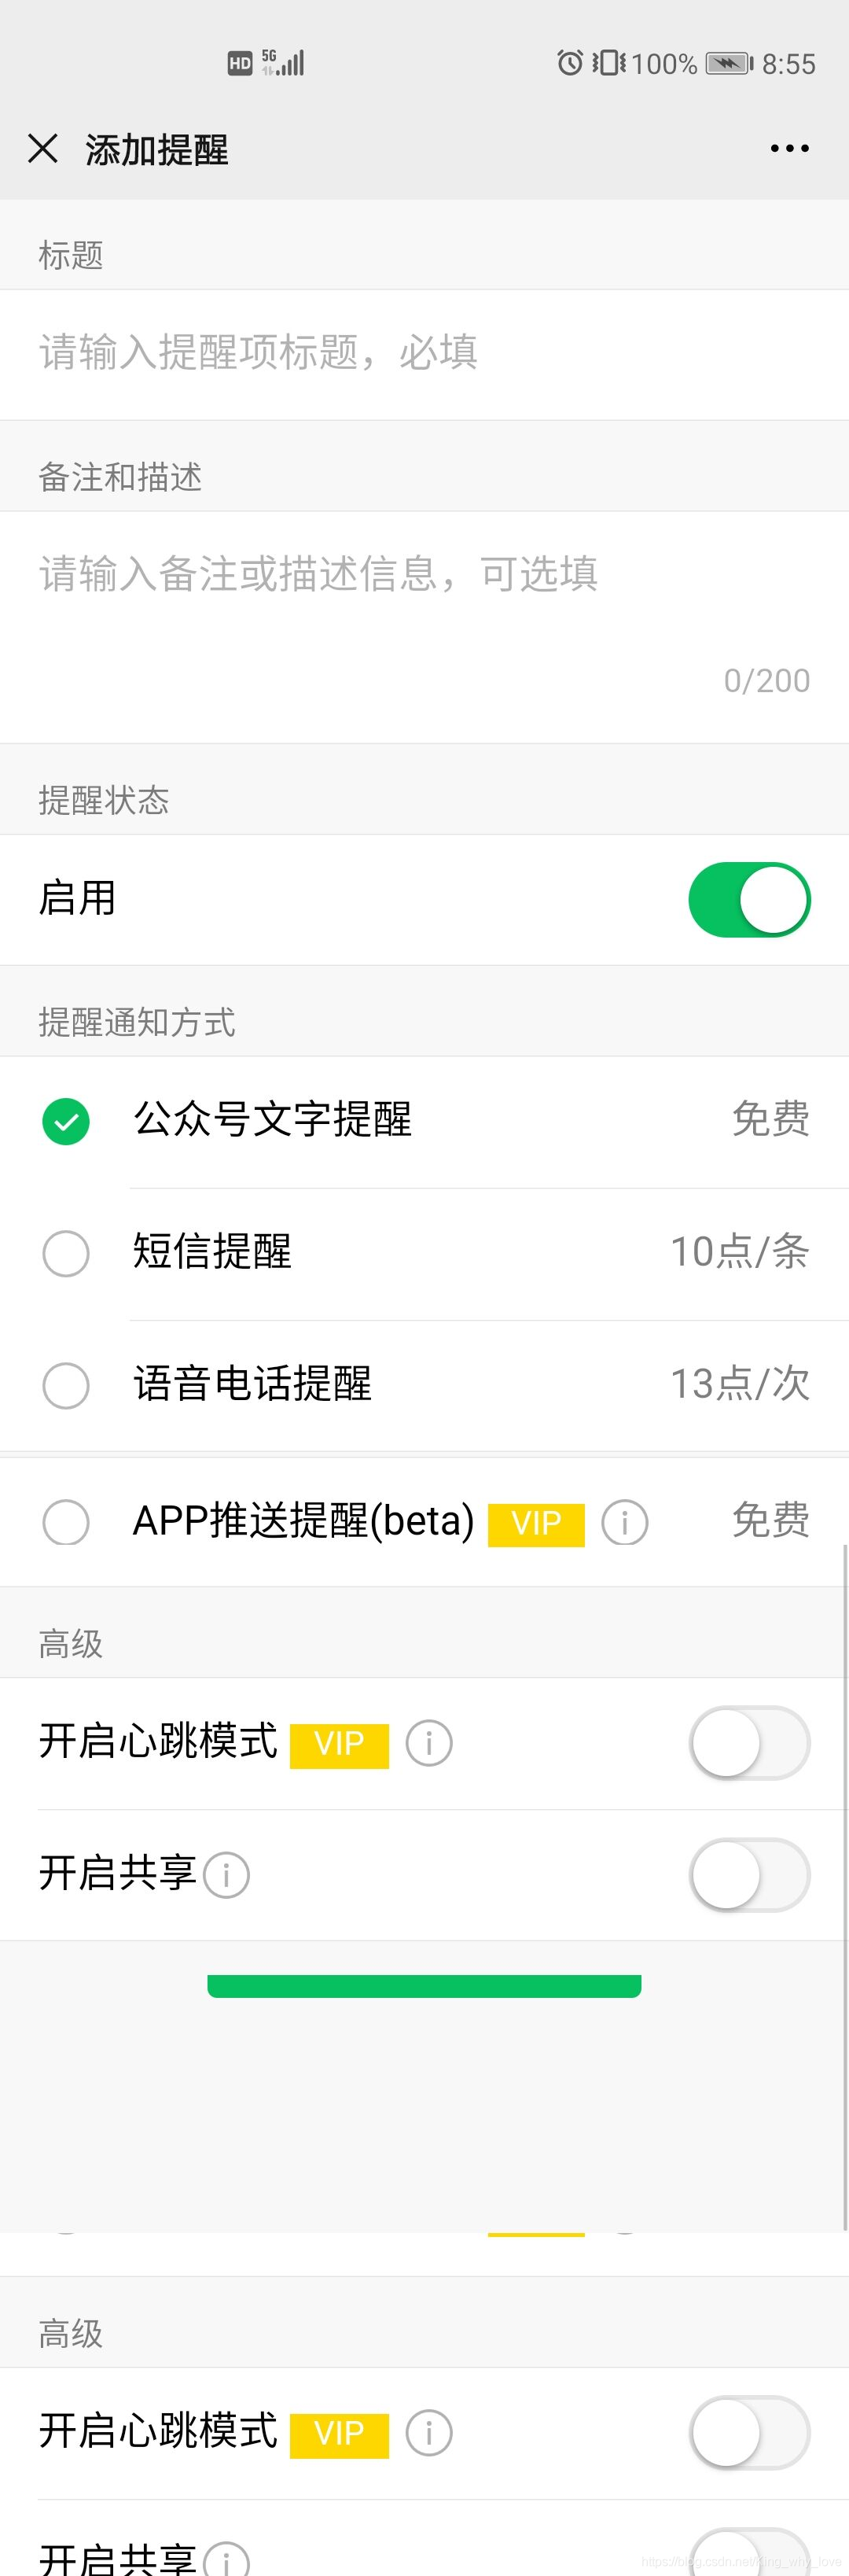 HD 5G 100% 8:55
添加提醒
标题
请输入提醒项标题，必填
备注和描述
请输入备注或描述信息，可选填
0/200
提醒状态
启用
提醒通知方式
公众号文字提醒 免费
短信提醒 10点/条
语音电话提醒 13点/次
APP推送提醒(beta) VIP 免费
高级
开启心跳模式 VIP
开启共享
高级
开启心跳模式 VIP
开启共享
https://blog.csdn.net/King_why_love